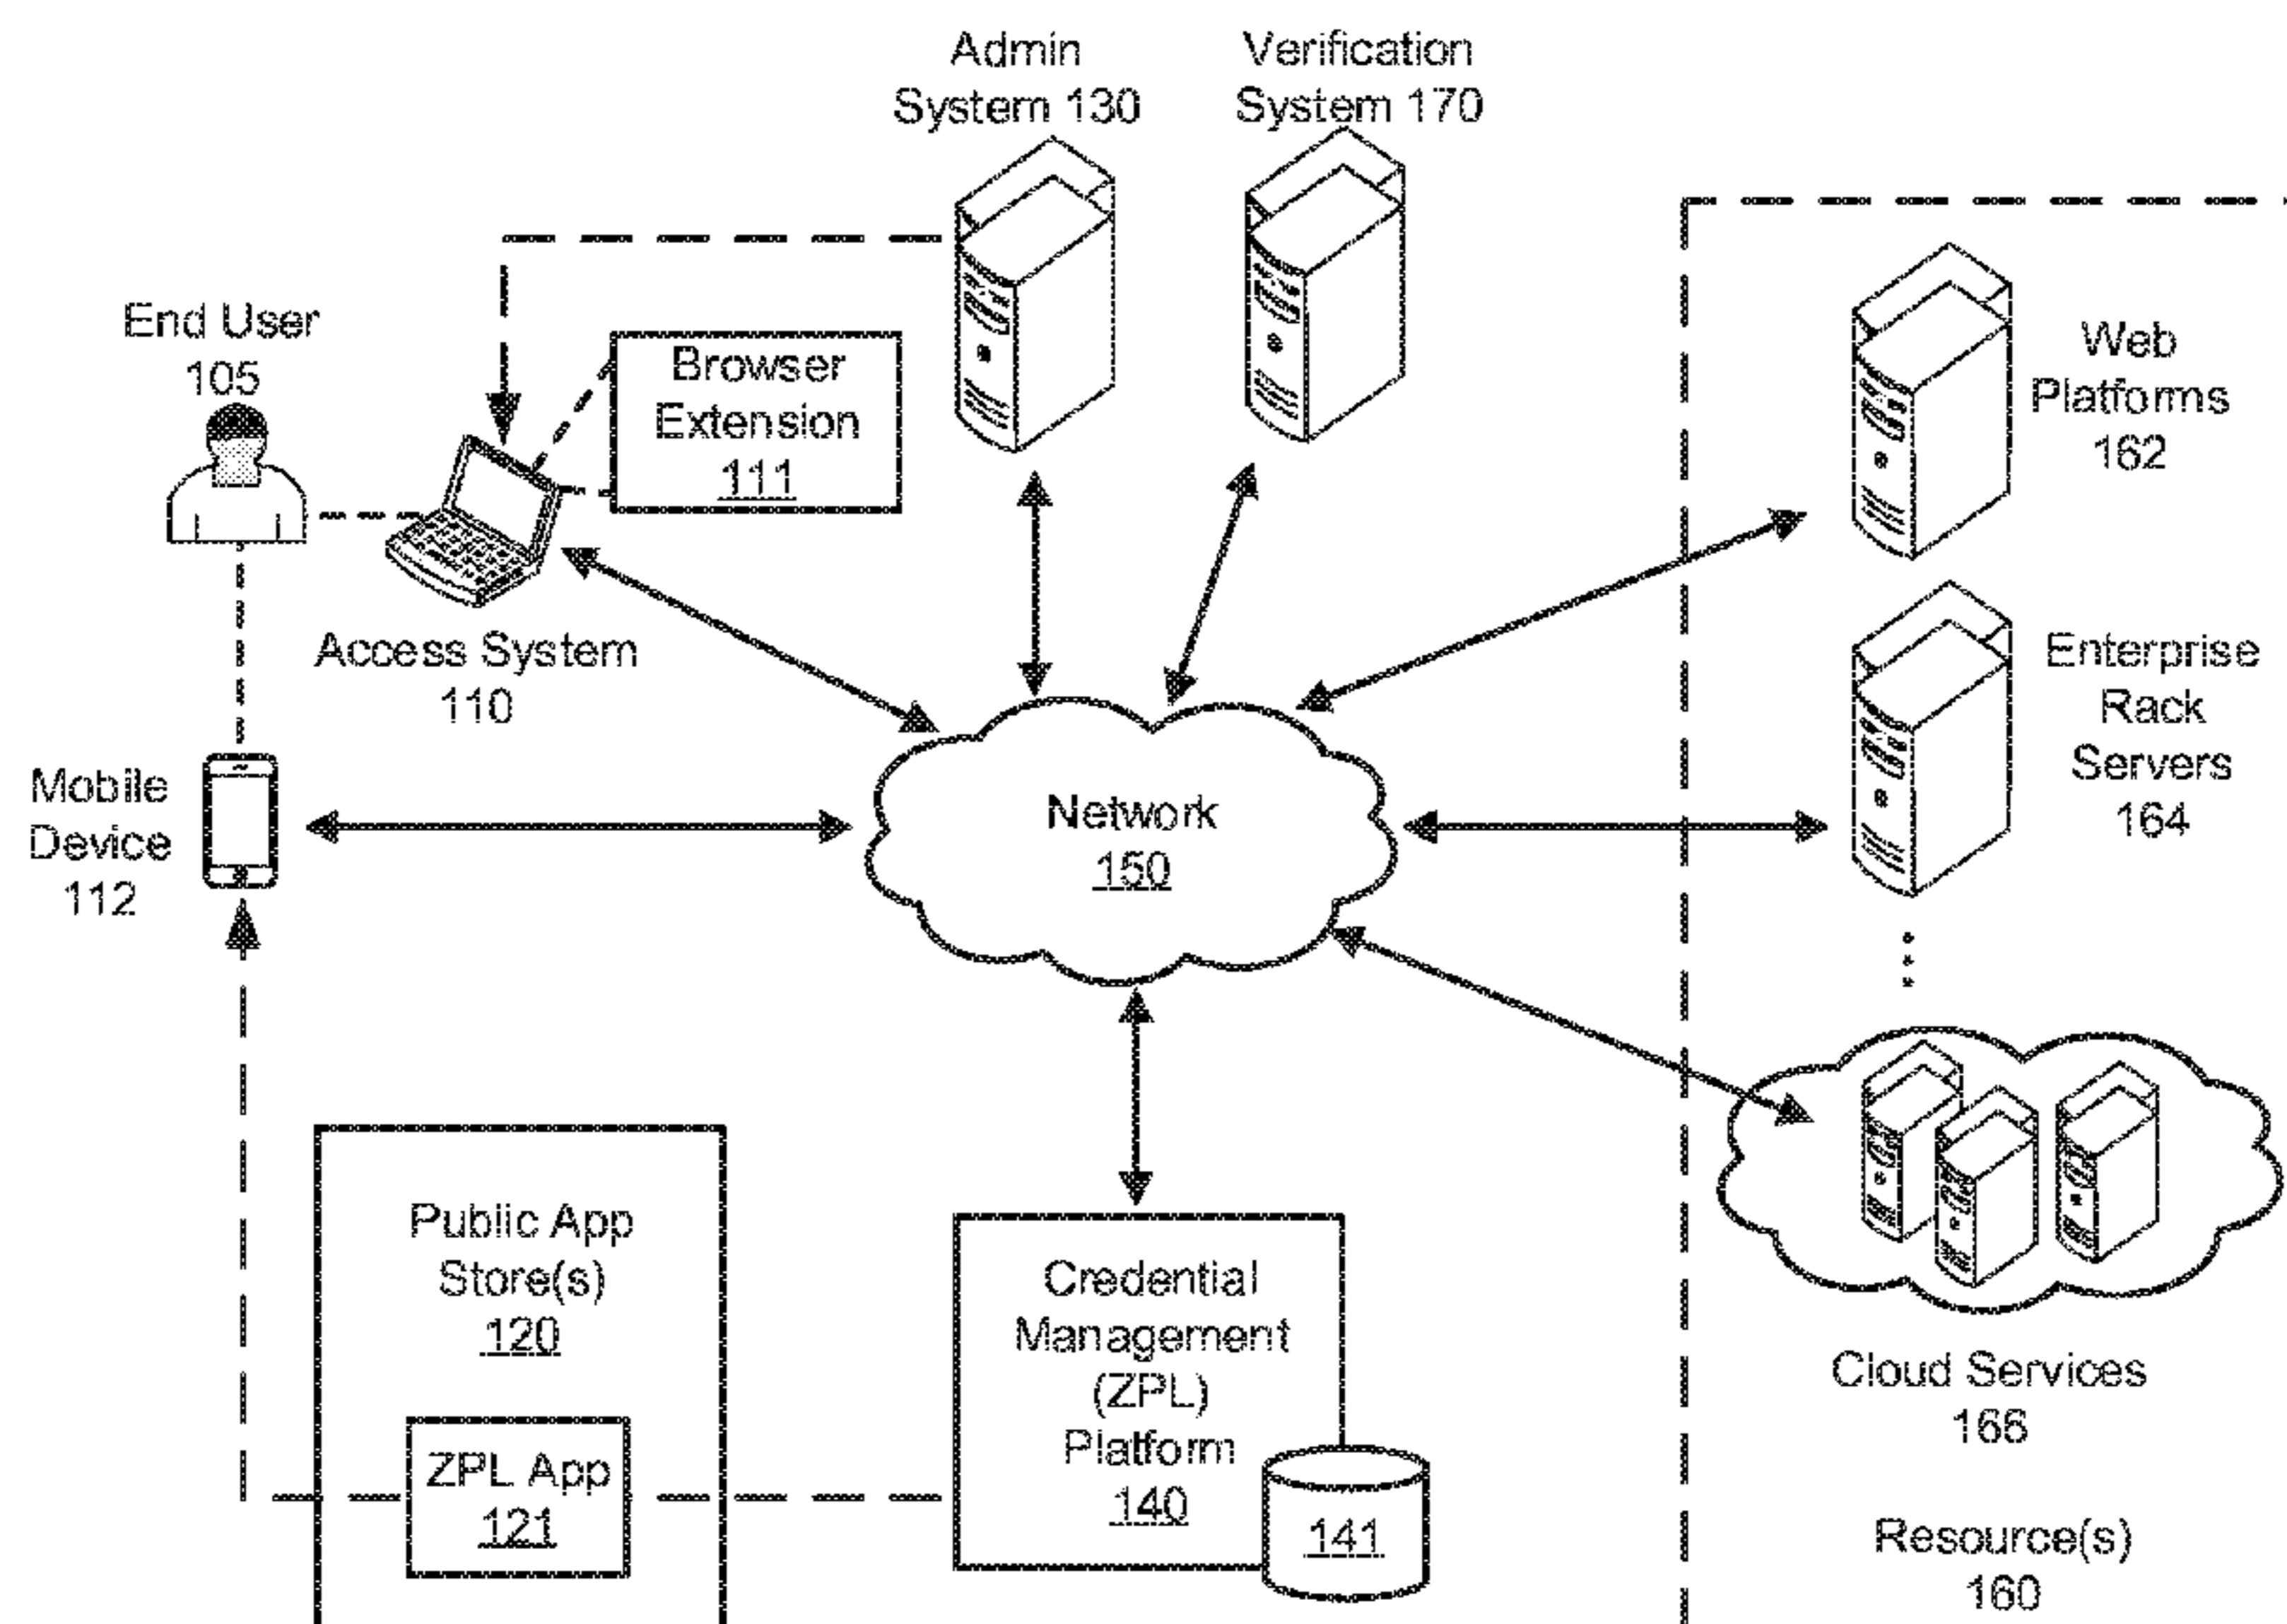 Admin
System 130
Verification
System 170
End User
105
Browser
Extension
111
Access System
110
Web
Platforms
162
Enterprise
Rack
Servers
164
Mobile
Device
112
Network
150
Public App
Store(s)
120
ZPL App
121
Credential
Management
(ZPL)
Platform
140
141
Cloud Services
166
Resource(s)
160